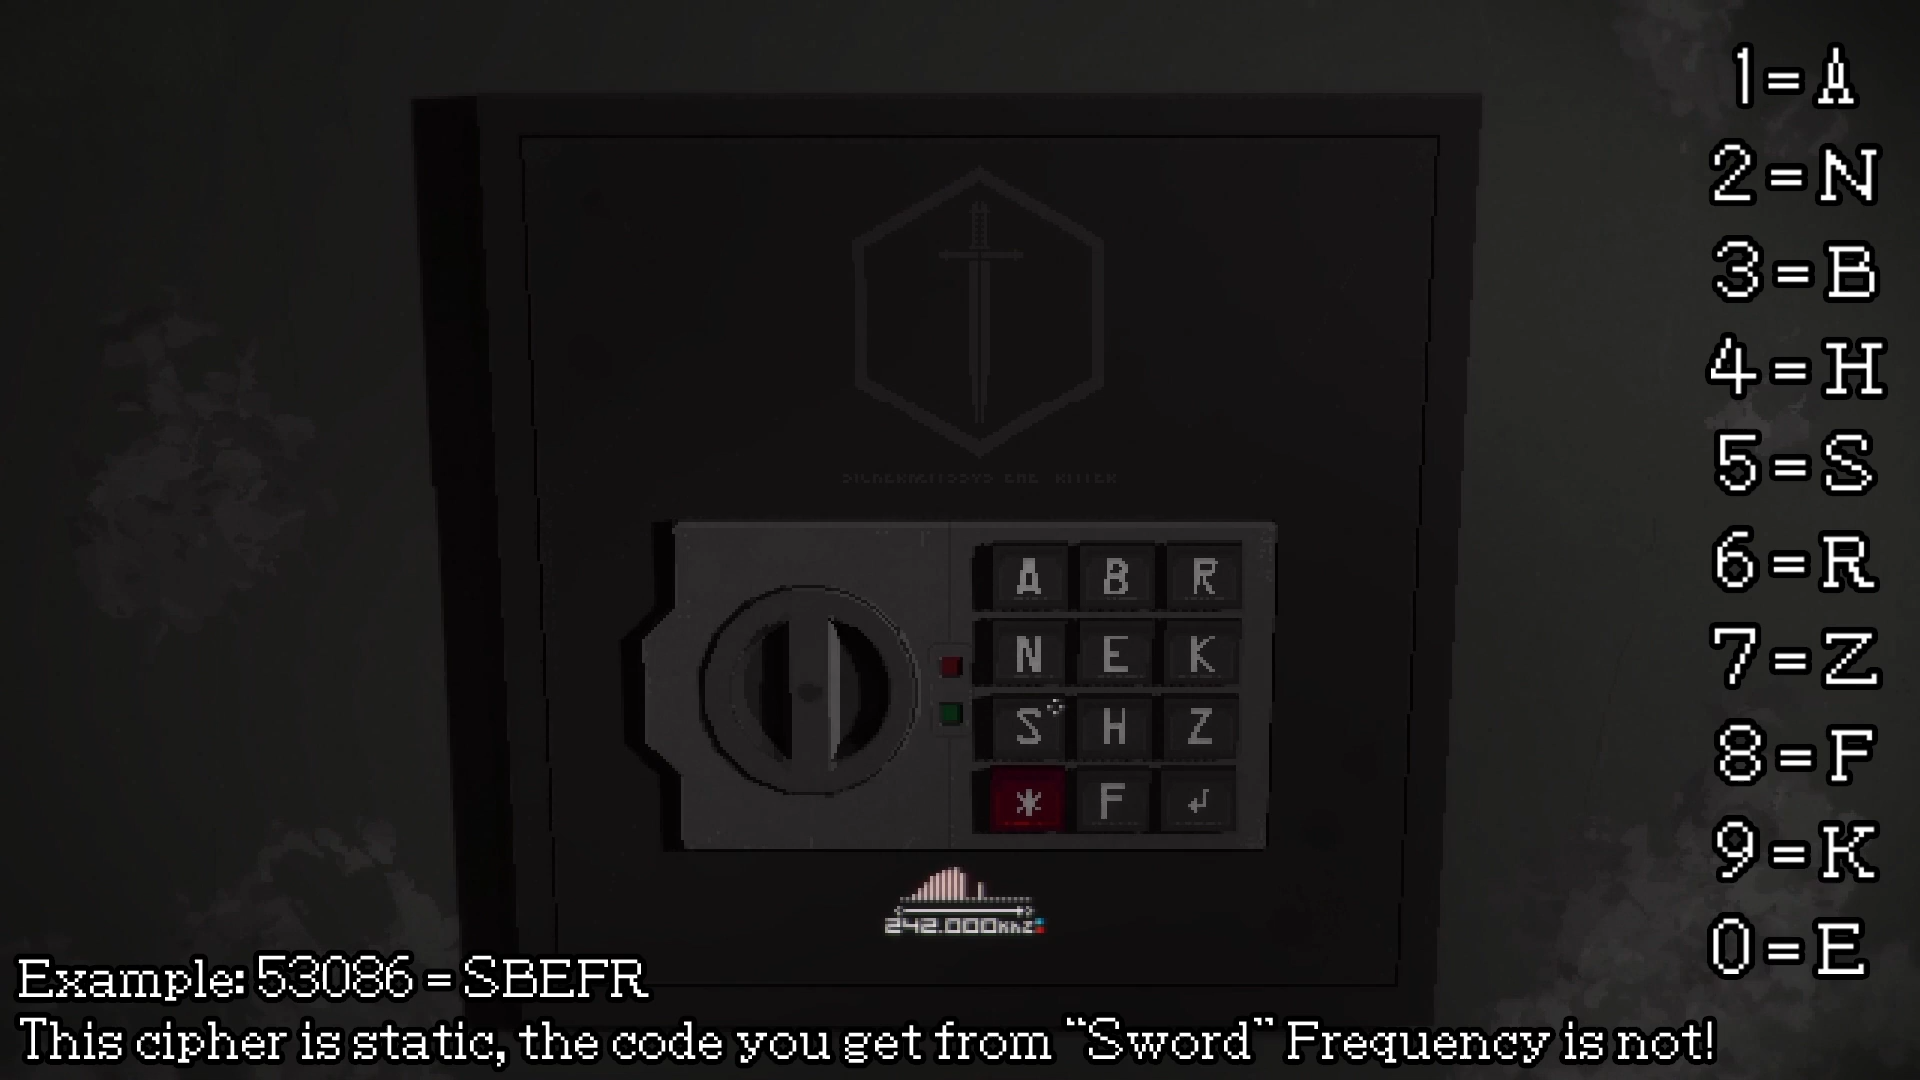 1=A
2=N
3=B
4=H
5=S
6=R
7=Z
8=F
9=K
0=E
A B R
N E K
S H Z
* F ↵
242.000kHz
Example: 53086 = SBEFR
This cipher is static, the code you get from “Sword” Frequency is not!